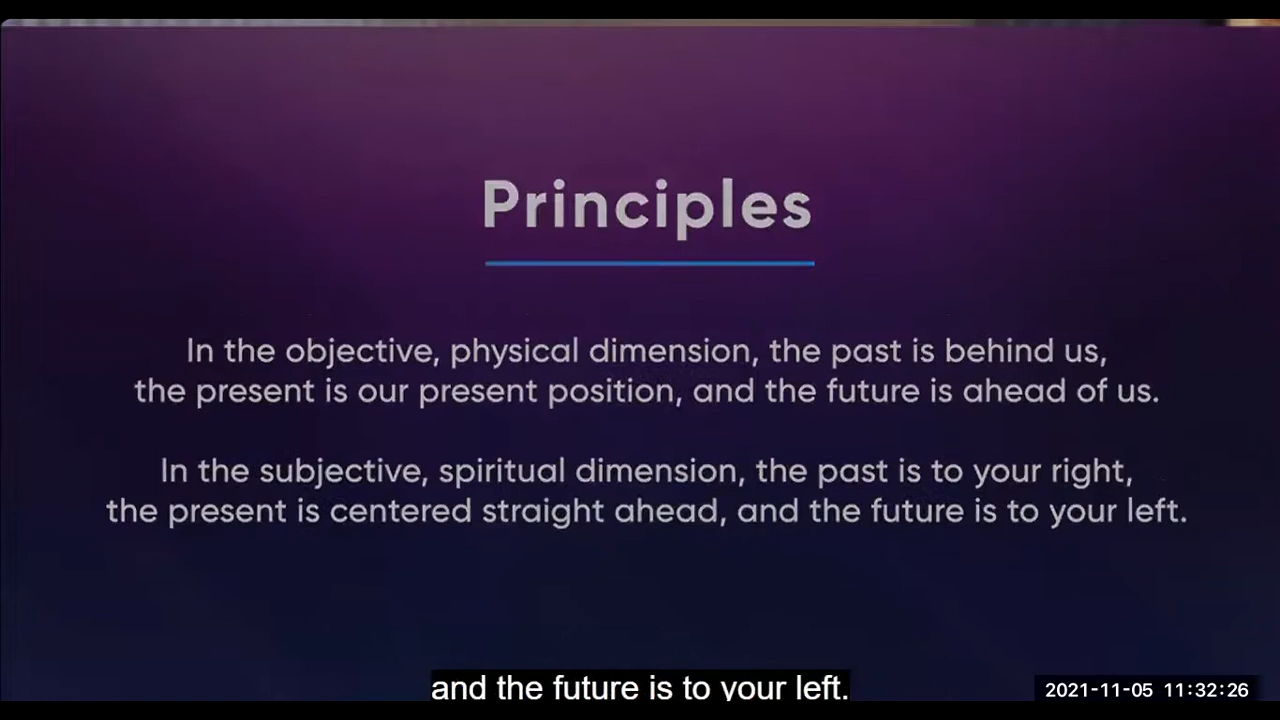 Principles
In the objective, physical dimension, the past is behind us,
the present is our present position, and the future is ahead of us.
In the subjective, spiritual dimension, the past is to your right,
the present is centered straight ahead, and the future is to your left.
and the future is to your left.
2021-11-05 11:32:26